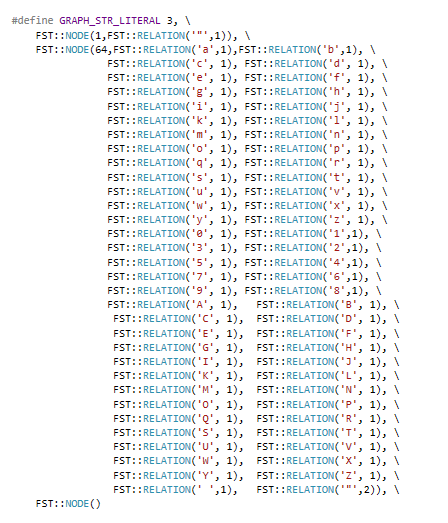 #define GRAPH_STR_LITERAL 3, \
FST::NODE(1,FST::RELATION('"',1)), \
FST::NODE(64,FST::RELATION('a',1),FST::RELATION('b',1), \
FST::RELATION('c', 1), FST::RELATION('d', 1), \
FST::RELATION('e', 1), FST::RELATION('f', 1), \
FST::RELATION('g', 1), FST::RELATION('h', 1), \
FST::RELATION('i', 1), FST::RELATION('j', 1), \
FST::RELATION('k', 1), FST::RELATION('l', 1), \
FST::RELATION('m', 1), FST::RELATION('n', 1), \
FST::RELATION('o', 1), FST::RELATION('p', 1), \
FST::RELATION('q', 1), FST::RELATION('r', 1), \
FST::RELATION('s', 1), FST::RELATION('t', 1), \
FST::RELATION('u', 1), FST::RELATION('v', 1), \
FST::RELATION('w', 1), FST::RELATION('x', 1), \
FST::RELATION('y', 1), FST::RELATION('z', 1), \
FST::RELATION('0', 1), FST::RELATION('1',1), \
FST::RELATION('3', 1), FST::RELATION('2',1), \
FST::RELATION('5', 1), FST::RELATION('4',1), \
FST::RELATION('7', 1), FST::RELATION('6',1), \
FST::RELATION('9', 1), FST::RELATION('8',1), \
FST::RELATION('A', 1), FST::RELATION('B', 1), \
FST::RELATION('C', 1), FST::RELATION('D', 1), \
FST::RELATION('E', 1), FST::RELATION('F', 1), \
FST::RELATION('G', 1), FST::RELATION('H', 1), \
FST::RELATION('I', 1), FST::RELATION('J', 1), \
FST::RELATION('K', 1), FST::RELATION('L', 1), \
FST::RELATION('M', 1), FST::RELATION('N', 1), \
FST::RELATION('O', 1), FST::RELATION('P', 1), \
FST::RELATION('Q', 1), FST::RELATION('R', 1), \
FST::RELATION('S', 1), FST::RELATION('T', 1), \
FST::RELATION('U', 1), FST::RELATION('V', 1), \
FST::RELATION('W', 1), FST::RELATION('X', 1), \
FST::RELATION('Y', 1), FST::RELATION('Z', 1), \
FST::RELATION(' ',1), FST::RELATION('"',2)), \
FST::NODE()